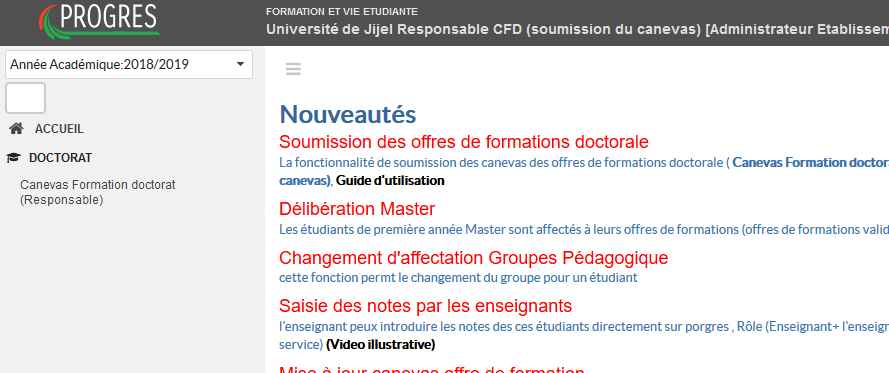 PROGRES
FORMATION ET VIE ETUDIANTE
Université de Jijel Responsable CFD (soumission du canevas) [Administrateur Etablissem
Année Académique:2018/2019
ACCUEIL
DOCTORAT
Canevas Formation doctorat
(Responsable)
Nouveautés
Soumission des offres de formations doctorale
La fonctionnalité de soumission des canevas des offres de formations doctorale ( Canevas Formation doctora
canevas), Guide d'utilisation
Délibération Master
Les étudiants de première année Master sont affectés à leurs offres de formations (offres de formations valid
Changement d'affectation Groupes Pédagogique
cette fonction permt le changement du groupe pour un étudiant
Saisie des notes par les enseignants
l'enseignant peux introduire les notes des ces étudiants directement sur porgres , Rôle (Enseignant+ l'enseign
service) (Video illustrative)
Mise à jour canevas offre de formation